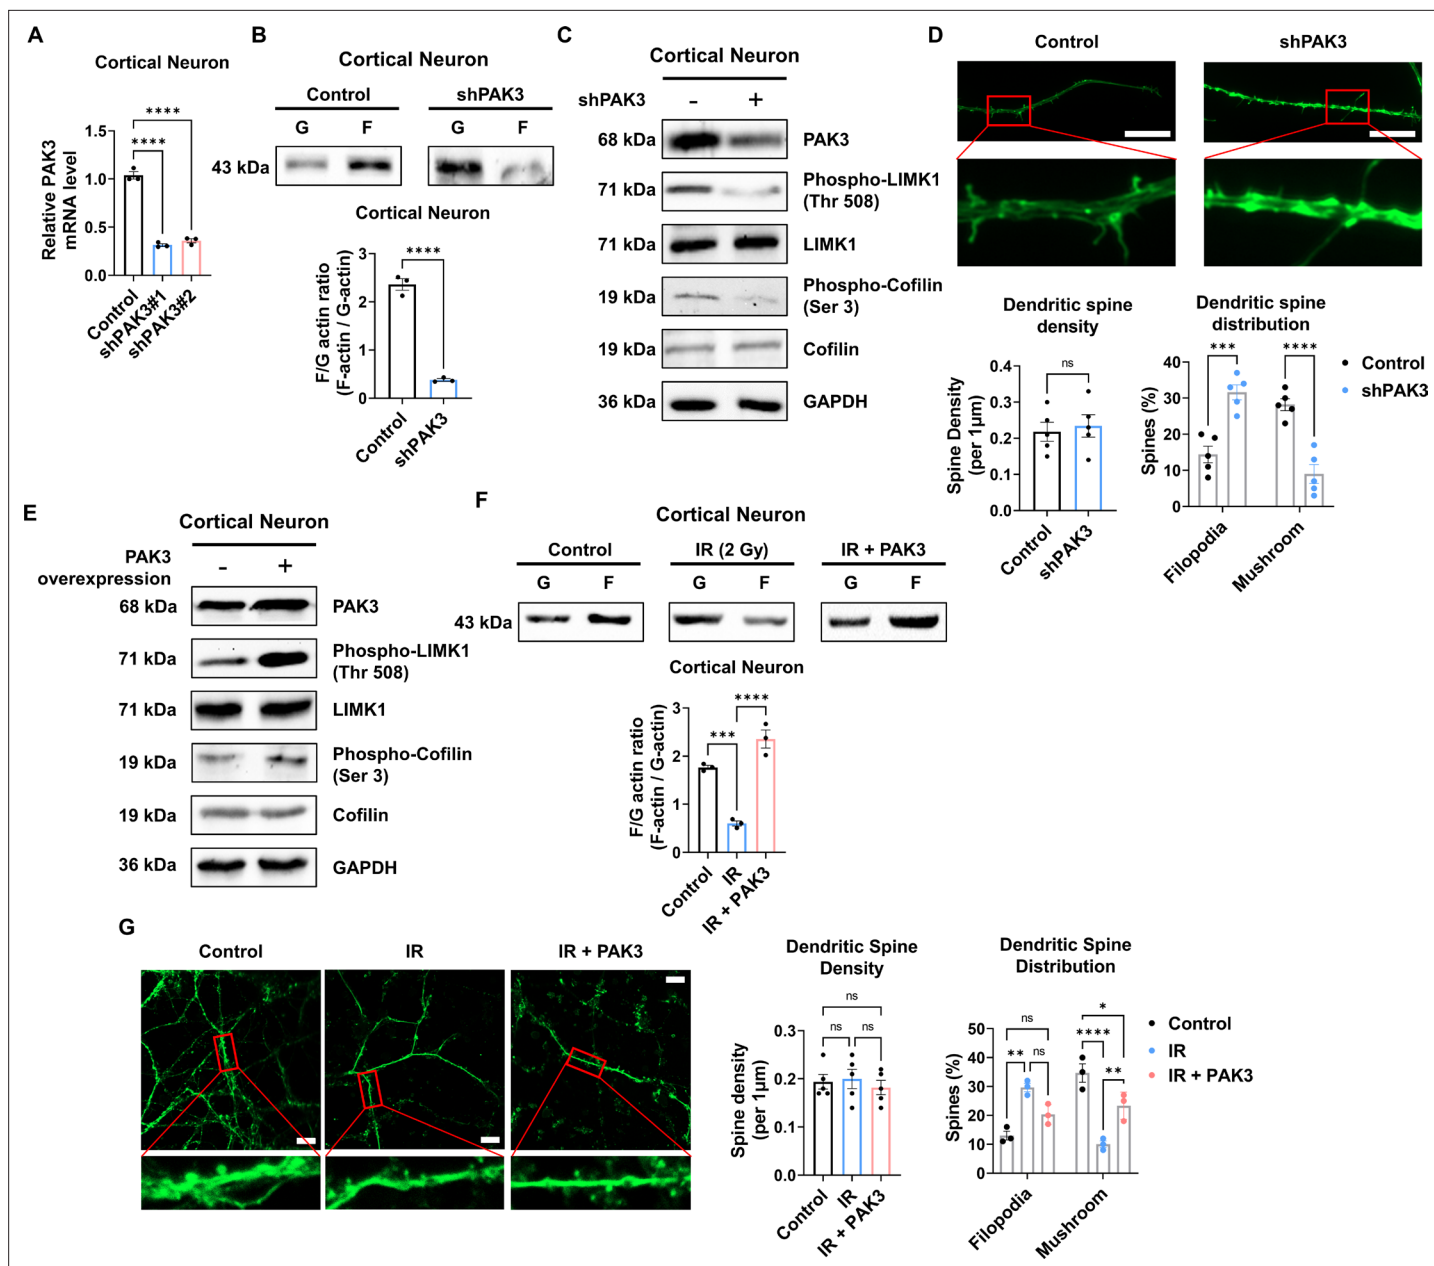 A
Cortical Neuron
****
****
Relative PAK3
mRNA level
1.5
1.0
0.5
0.0
Control
shPAK3#1
shPAK3#2
B
Cortical Neuron
Control
shPAK3
G
F
G
F
43 kDa
Cortical Neuron
****
F/G actin ratio
(F-actin / G-actin)
3
2
1
0
Control
shPAK3
C
Cortical Neuron
shPAK3
-
+
68 kDa
PAK3
71 kDa
Phospho-LIMK1
(Thr 508)
71 kDa
LIMK1
19 kDa
Phospho-Cofilin
(Ser 3)
19 kDa
Cofilin
36 kDa
GAPDH
D
Control
shPAK3
Dendritic spine
density
ns
Spine Density
(per 1µm)
0.4
0.3
0.2
0.1
0.0
Control
shPAK3
Dendritic spine
distribution
***
****
Spines (%)
40
30
20
10
0
Filopodia
Mushroom
Control
shPAK3
E
Cortical Neuron
PAK3
overexpression
-
+
68 kDa
PAK3
71 kDa
Phospho-LIMK1
(Thr 508)
71 kDa
LIMK1
19 kDa
Phospho-Cofilin
(Ser 3)
19 kDa
Cofilin
36 kDa
GAPDH
F
Cortical Neuron
Control
IR (2 Gy)
IR + PAK3
G
F
G
F
G
F
43 kDa
Cortical Neuron
***
****
F/G actin ratio
(F-actin / G-actin)
3
2
1
0
Control
IR
IR + PAK3
G
Control
IR
IR + PAK3
Dendritic Spine
Density
ns
ns
ns
Spine density
(per 1µm)
0.3
0.2
0.1
0.0
Control
IR
IR + PAK3
Dendritic Spine
Distribution
ns
**
ns
*
****
**
Spines (%)
50
40
30
20
10
0
Filopodia
Mushroom
Control
IR
IR + PAK3